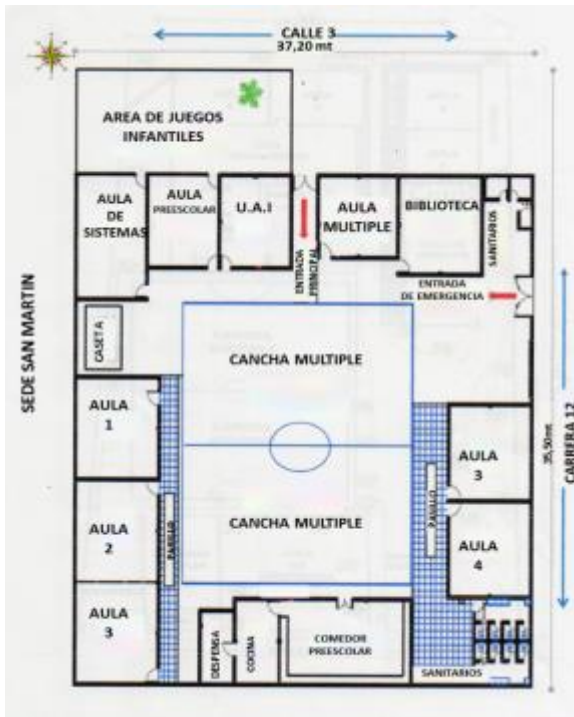 CALLE 3
37,20 mt
AREA DE JUEGOS
INFANTILES
AULA
DE
SISTEMAS
AULA
PREESCOLAR
U.A.I
ENTRADA
PRINCIPAL
AULA
MULTIPLE
BIBLIOTECA
SANITARIOS
ENTRADA
DE EMERGENCIA
SEDE SAN MARTIN
CASETA
CANCHA MULTIPLE
AULA
1
AULA
2
AULA
3
PASILLO
CANCHA MULTIPLE
PASILLO
AULA
3
AULA
4
35,50mt
CARRERA 12
DESPENSA
COCINA
COMEDOR
PREESCOLAR
SANITARIOS